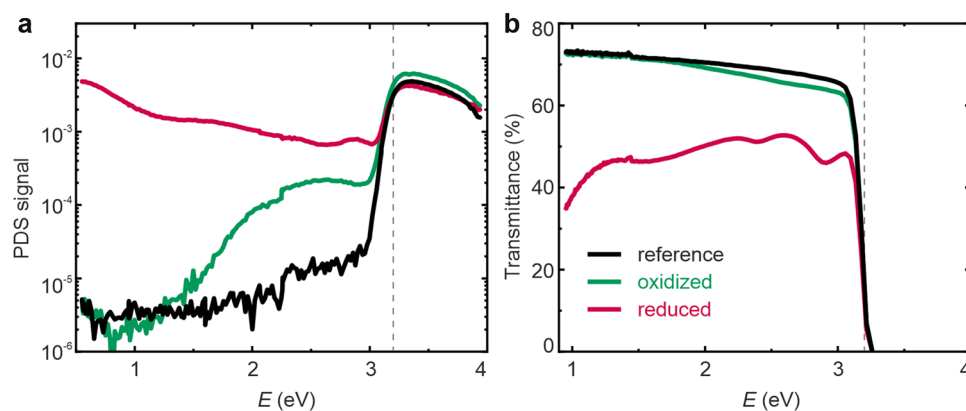 a
b
PDS signal
10-2
10-3
10-4
10-5
10-6
1
2
3
4
E (eV)
Transmittance (%)
80
60
40
20
0
reference
oxidized
reduced
1
2
3
4
E (eV)